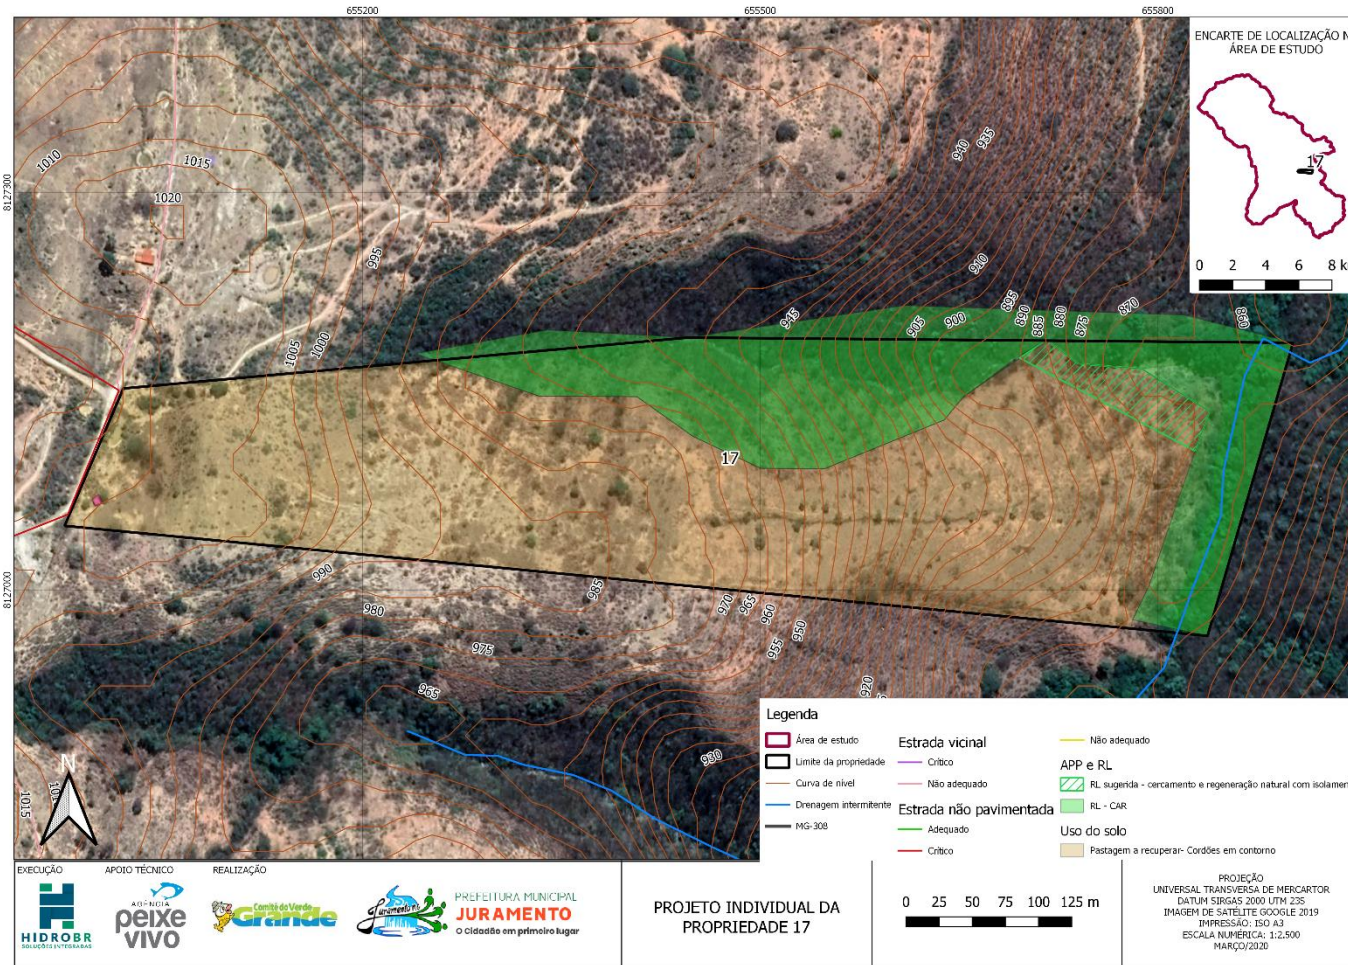 655200
655500
655800
ENCARTE DE LOCALIZAÇÃO N
ÁREA DE ESTUDO
17
0 2 4 6 8 k
8127300
8127000
1010
1015
1020
995
1005
1000
940
935
910
945
895
890
885
880
875
870
860
905
900
17
990
980
985
975
965
970
965
960
955
950
920
930
1015
N
Legenda
Área de estudo
Limite da propriedade
Curva de nível
Drenagem intermitente
MG-308
Estrada vicinal
Crítico
Não adequado
Estrada não pavimentada
Adequado
Crítico
Não adequado
APP e RL
RL sugerida - cercamento e regeneração natural com isolamen
RL - CAR
Uso do solo
Pastagem a recuperar- Cordões em contorno
EXECUÇÃO
HIDROBR
SOLUÇÕES INTEGRADAS
APOIO TÉCNICO
AGÊNCIA
peixe
vivo
REALIZAÇÃO
Comitê do Verde
Grande
PREFEITURA MUNICIPAL
JURAMENTO
O Cidadão em primeiro lugar
PROJETO INDIVIDUAL DA
PROPRIEDADE 17
0 25 50 75 100 125 m
PROJEÇÃO
UNIVERSAL TRANSVERSA DE MERCARTOR
DATUM SIRGAS 2000 UTM 23S
IMAGEM DE SATÉLITE GOOGLE 2019
IMPRESSÃO: ISO A3
ESCALA NUMÉRICA: 1:2.500
MARÇO/2020